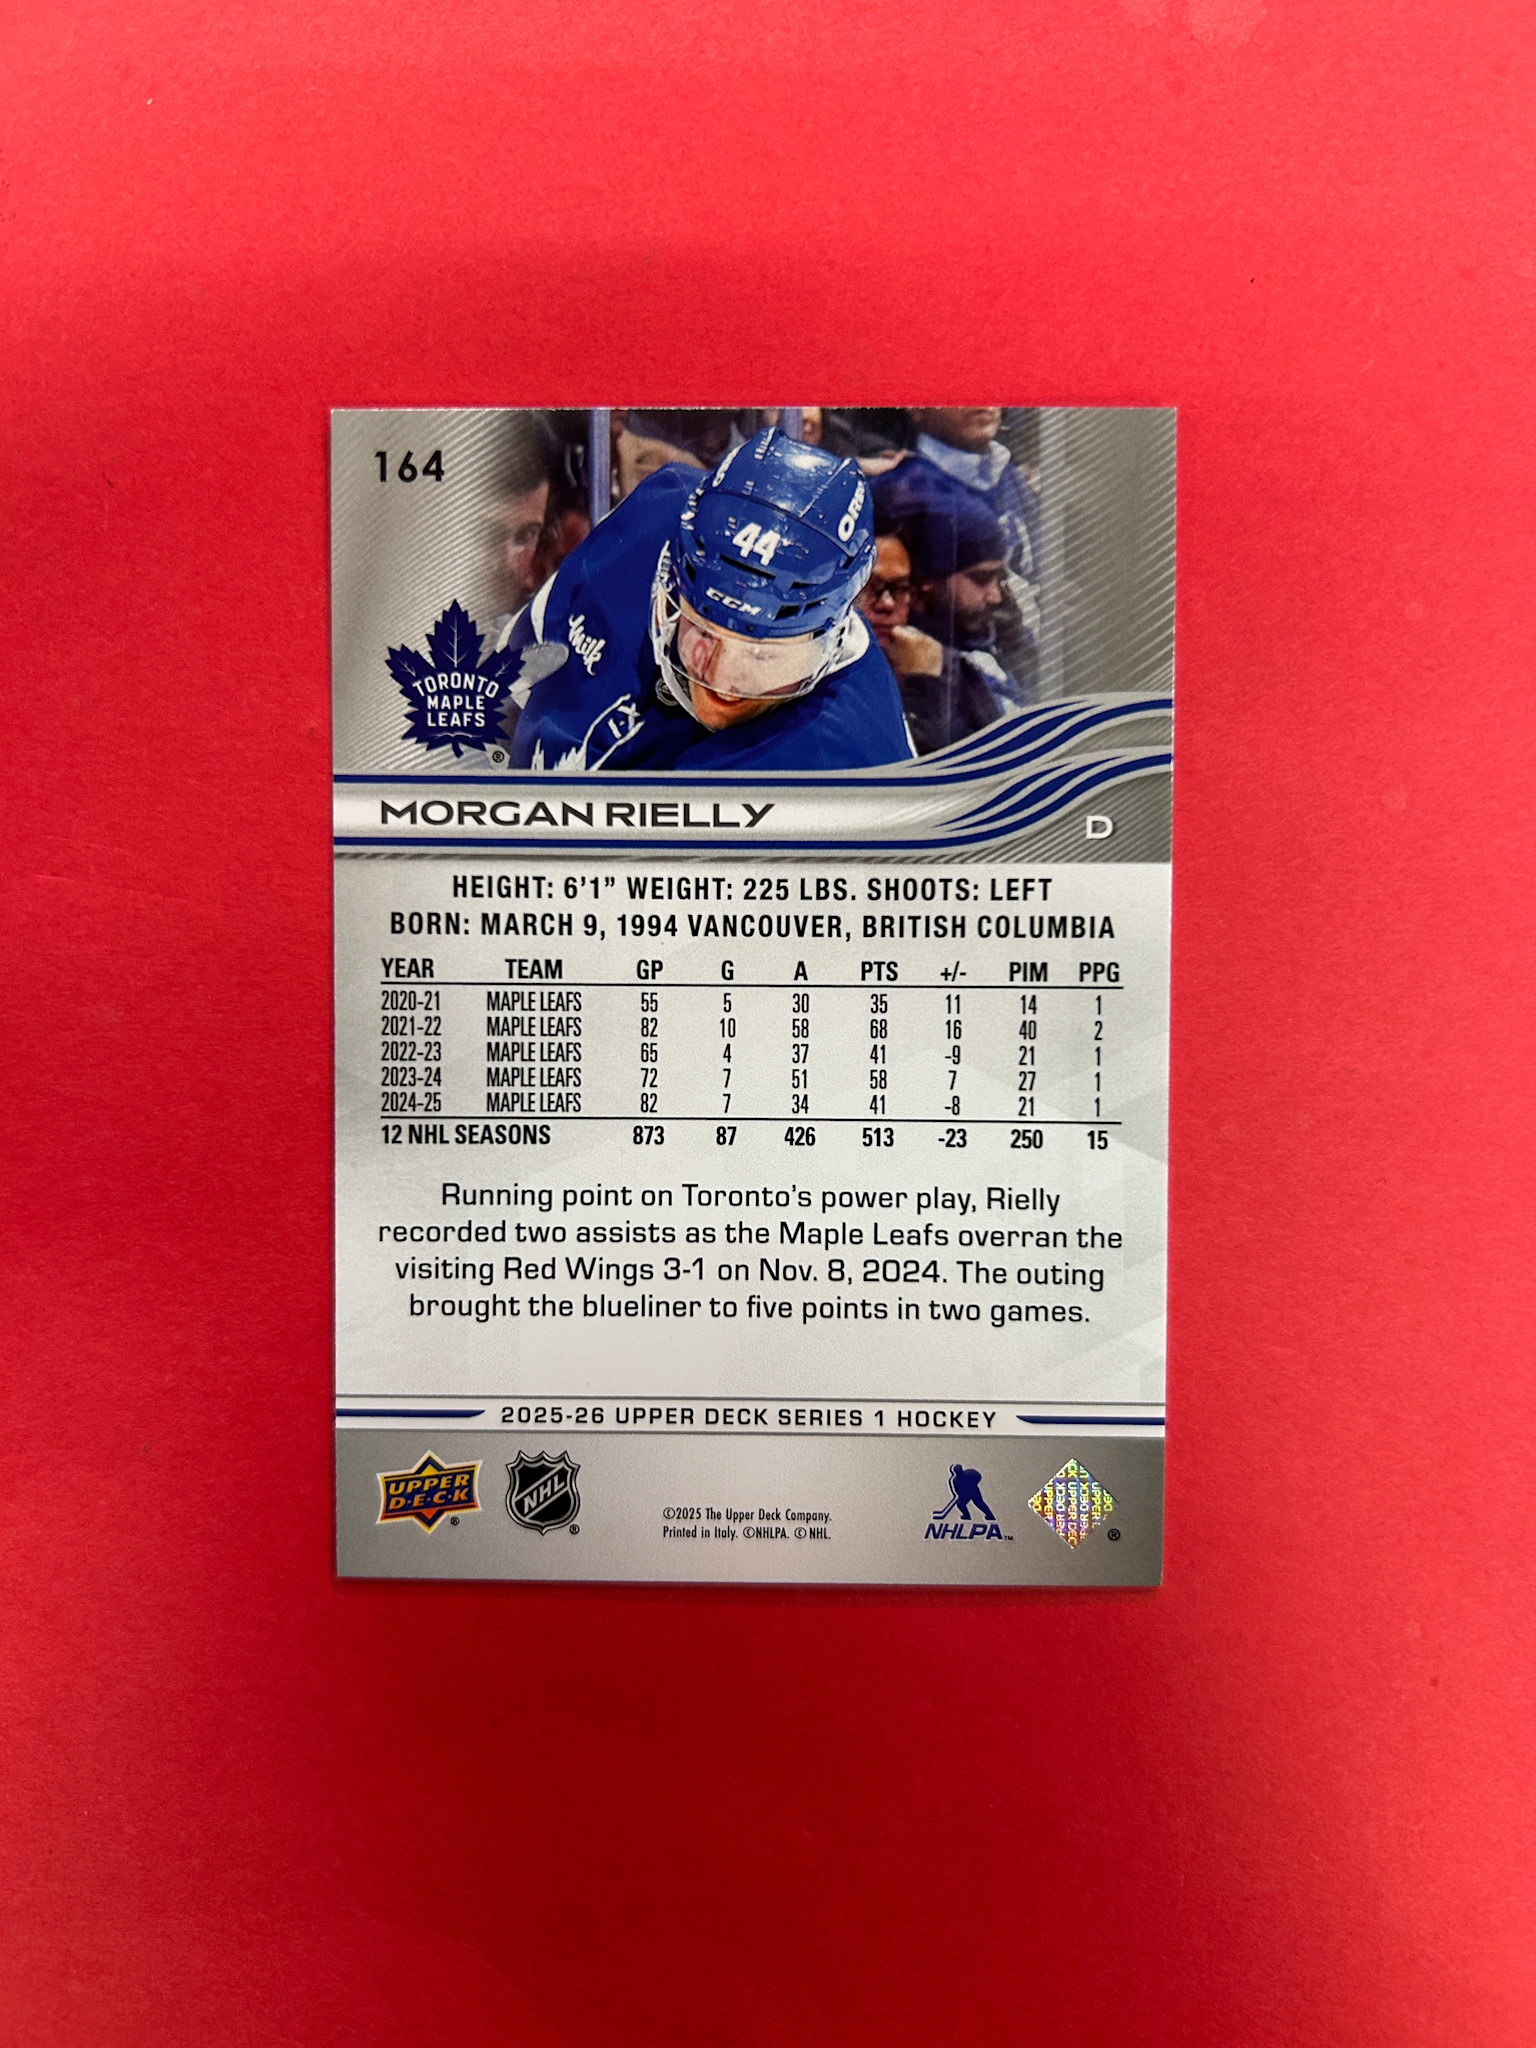 164
44
CCM
Milk
TORONTO
MAPLE
LEAFS
®
MORGAN RIELLY
D
HEIGHT: 6'1" WEIGHT: 225 LBS. SHOOTS: LEFT
BORN: MARCH 9, 1994 VANCOUVER, BRITISH COLUMBIA
YEAR TEAM GP G A PTS +/- PIM PPG
2020-21 MAPLE LEAFS 55 5 30 35 11 14 1
2021-22 MAPLE LEAFS 82 10 58 68 16 40 2
2022-23 MAPLE LEAFS 65 4 37 41 -9 21 1
2023-24 MAPLE LEAFS 72 7 51 58 7 27 1
2024-25 MAPLE LEAFS 82 7 34 41 -8 21 1
12 NHL SEASONS 873 87 426 513 -23 250 15
Running point on Toronto's power play, Rielly
recorded two assists as the Maple Leafs overran the
visiting Red Wings 3-1 on Nov. 8, 2024. The outing
brought the blueliner to five points in two games.
2025-26 UPPER DECK SERIES 1 HOCKEY
UPPER
D•E•C•K
®
NHL
®
©2025 The Upper Deck Company.
Printed in Italy. ©NHLPA. ©NHL.
NHLPA™
UPPER DECK
®